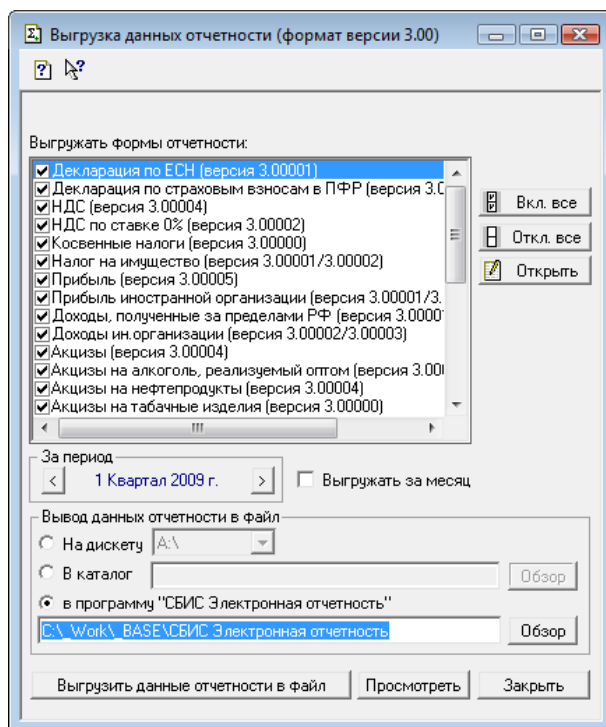 Выгрузка данных отчетности (формат версии 3.00)
Выгружать формы отчетности:
Декларация по ЕСН (версия 3.00001)
Декларация по страховым взносам в ПФР (версия 3.0
НДС (версия 3.00004)
НДС по ставке 0% (версия 3.00002)
Косвенные налоги (версия 3.00000)
Налог на имущество (версия 3.00001/3.00002)
Прибыль (версия 3.00005)
Прибыль иностранной организации (версия 3.00001/3.
Доходы, полученные за пределами РФ (версия 3.0000
Доходы ин.организации (версия 3.00002/3.00003)
Акцизы (версия 3.00004)
Акцизы на алкоголь, реализуемый оптом (версия 3.00
Акцизы на нефтепродукты (версия 3.00004)
Акцизы на табачные изделия (версия 3.00000)
Вкл. все
Откл. все
Открыть
За период
< 1 Квартал 2009 г. >
Выгружать за месяц
Вывод данных отчетности в файл
На дискету A:\
В каталог Обзор
в программу "СБИС Электронная отчетность"
C:\_Work\_BASE\СБИС Электронная отчетность Обзор
Выгрузить данные отчетности в файл Просмотреть Закрыть